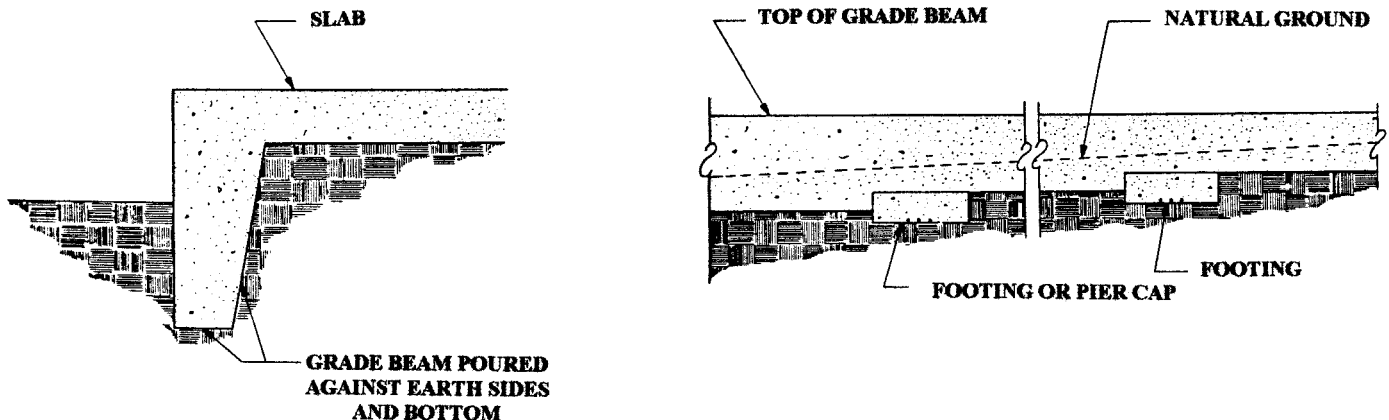 SLAB
GRADE BEAM POURED
AGAINST EARTH SIDES
AND BOTTOM
TOP OF GRADE BEAM
NATURAL GROUND
FOOTING OR PIER CAP
FOOTING